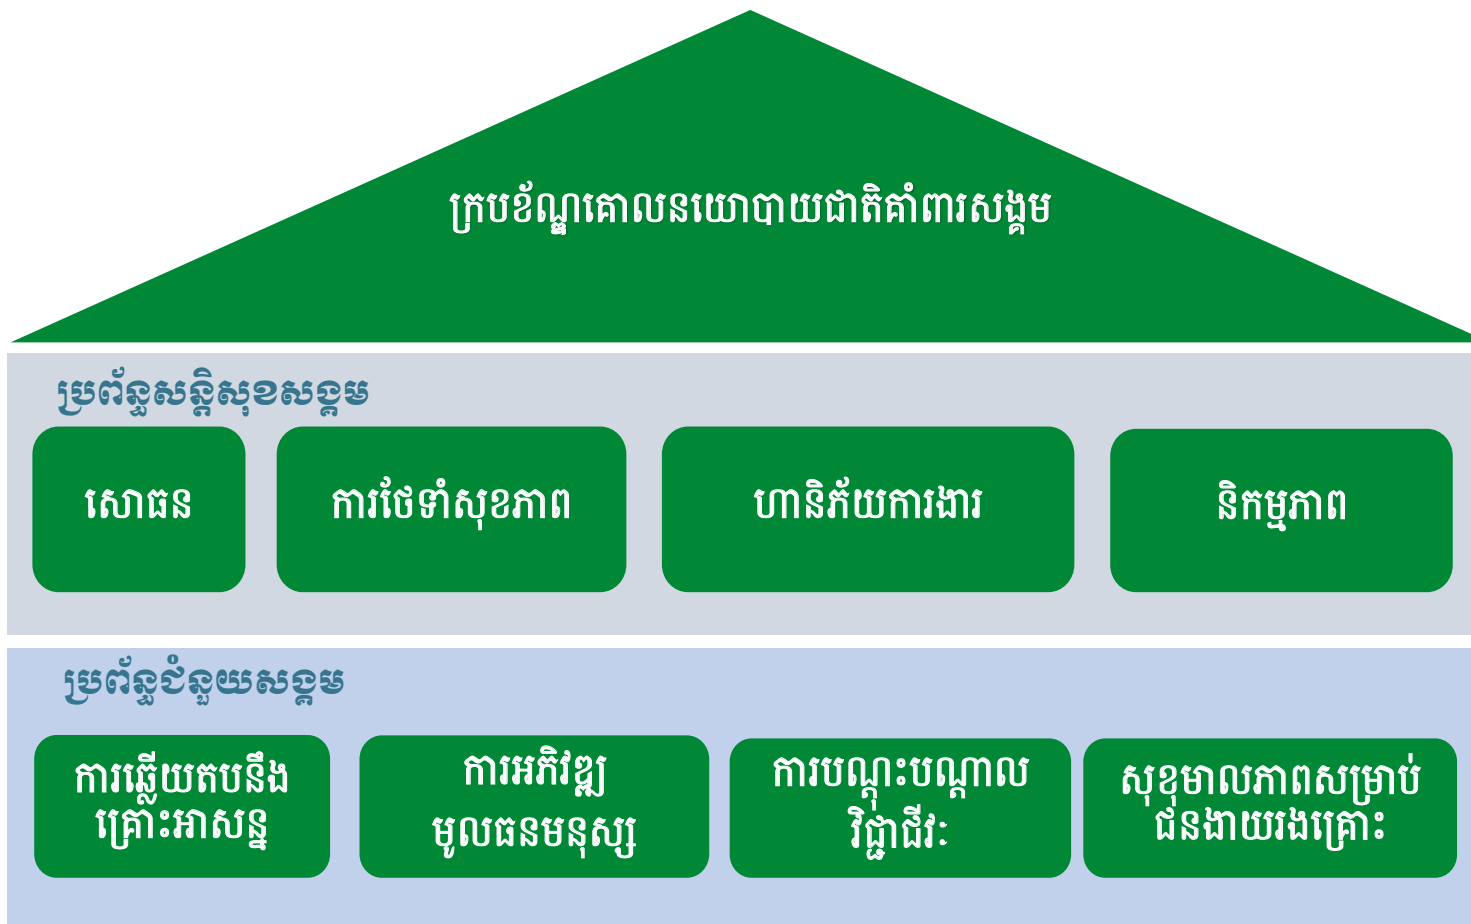 ក្របខ័ណ្ឌគោលនយោបាយជាតិគាំពារសង្គម
ប្រព័ន្ធសន្តិសុខសង្គម
សោធន
ការថែទាំសុខភាព
ហានិភ័យការងារ
និកម្មភាព
ប្រព័ន្ធជំនួយសង្គម
ការឆ្លើយតបនឹង
គ្រោះអាសន្ន
ការអភិវឌ្ឍ
មូលធនមនុស្ស
ការបណ្តុះបណ្តាល
វិជ្ជាជីវៈ
សុខុមាលភាពសម្រាប់
ជនងាយរងគ្រោះ